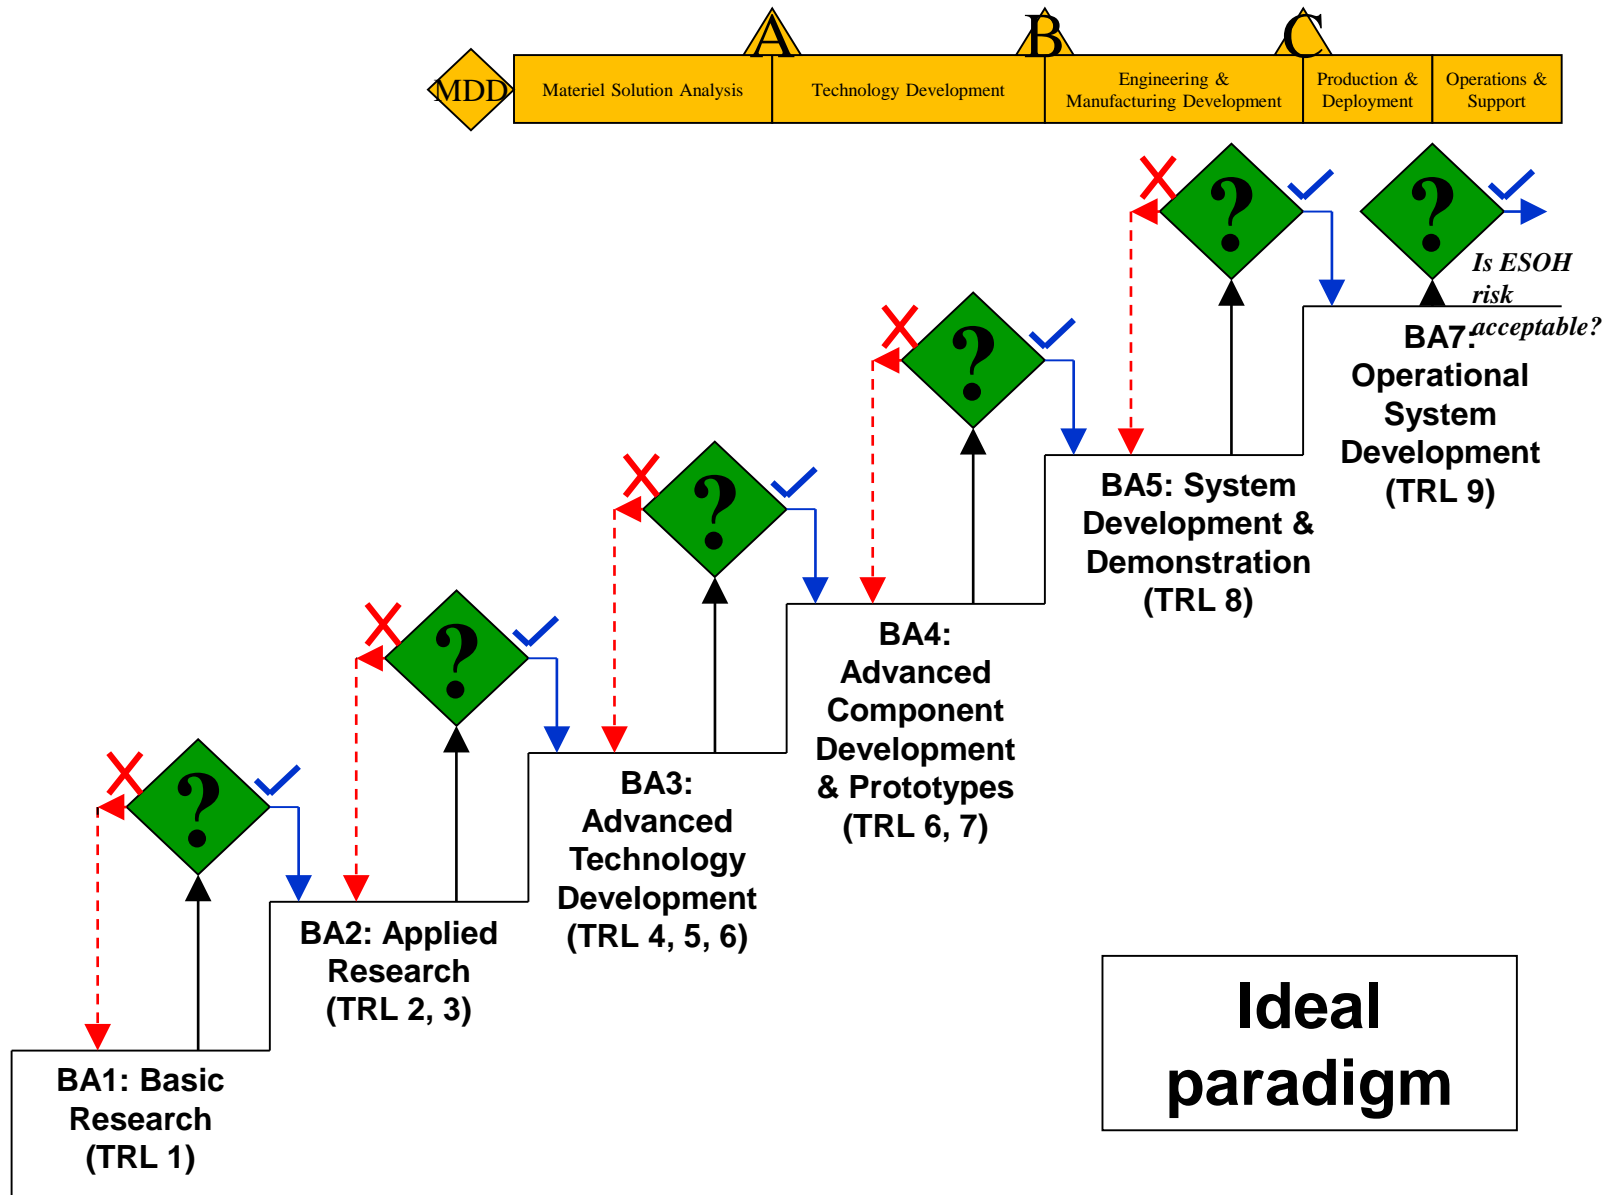 A
B
C
MDD
Materiel Solution Analysis
Technology Development
Engineering &
Manufacturing Development
Production &
Deployment
Operations &
Support
?
?
Is ESOH
risk
acceptable?
BA7:
Operational
System
Development
(TRL 9)
?
BA5: System
Development &
Demonstration
(TRL 8)
?
BA4:
Advanced
Component
Development
& Prototypes
(TRL 6, 7)
?
BA3:
Advanced
Technology
Development
(TRL 4, 5, 6)
?
BA2: Applied
Research
(TRL 2, 3)
BA1: Basic
Research
(TRL 1)
Ideal
paradigm